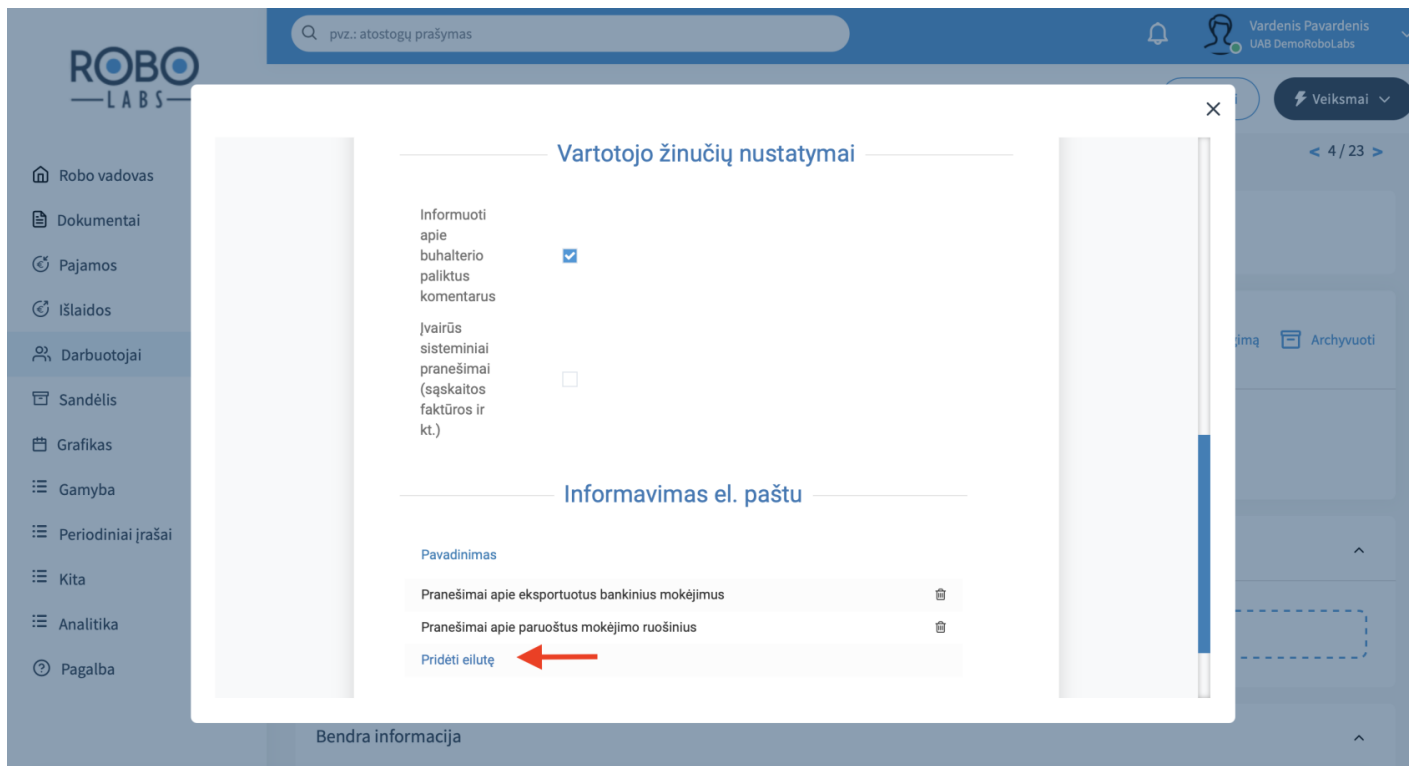 ROBO
LABS
pvz.: atostogų prašymas
Vardenis Pavardenis
UAB DemoRoboLabs
Veiksmai
< 4 / 23 >
Robo vadovas
Dokumentai
Pajamos
Išlaidos
Darbuotojai
Sandėlis
Grafikas
Gamyba
Periodiniai įrašai
Kita
Analitika
Pagalba
Vartotojo žinučių nustatymai
Informuoti
apie
buhalterio
paliktus
komentarus
Įvairūs
sisteminiai
pranešimai
(sąskaitos
faktūros ir
kt.)
Informavimas el. paštu
Pavadinimas
Pranešimai apie eksportuotus bankinius mokėjimus
Pranešimai apie paruoštus mokėjimo ruošinius
Pridėti eilutę
Archyvuoti
Bendra informacija